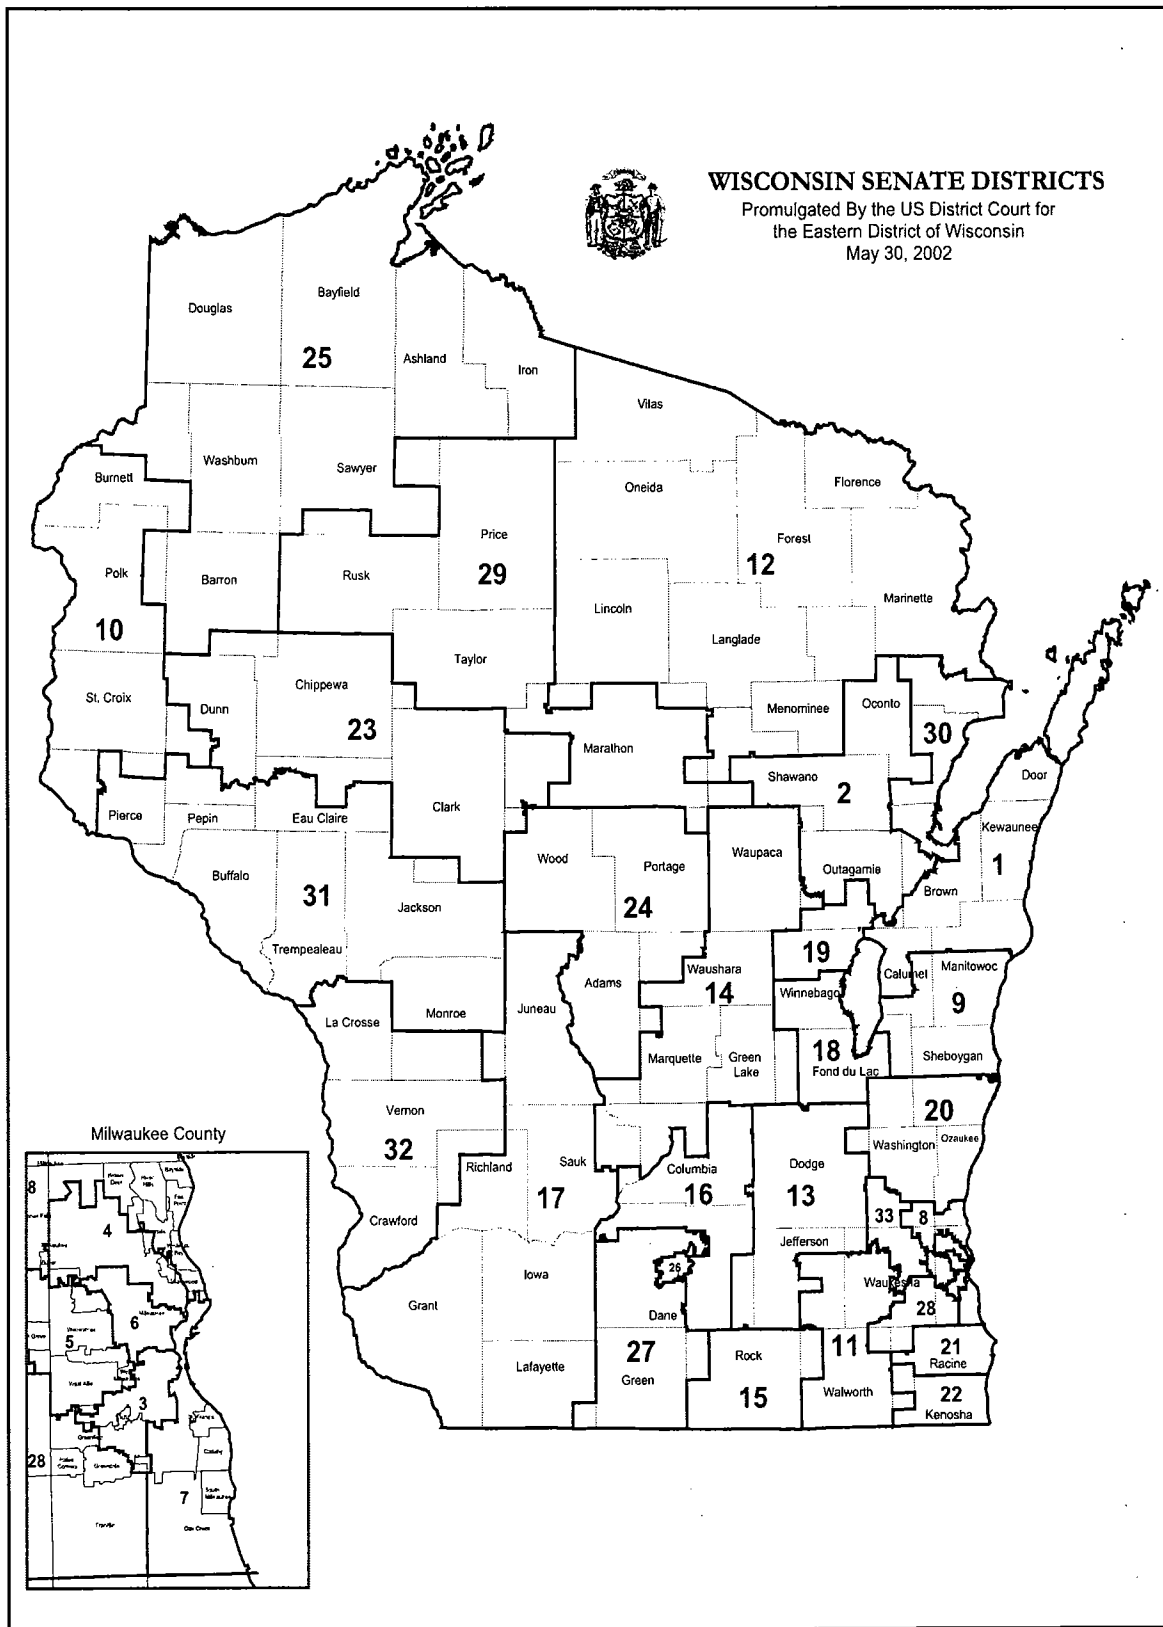 WISCONSIN SENATE DISTRICTS
Promulgated By the US District Court for
the Eastern District of Wisconsin
May 30, 2002
Douglas
Bayfield
25
Ashland
Iron
Vilas
Burnett
Washburn
Sawyer
Oneida
Florence
Price
Forest
Polk
Barron
Rusk
29
12
10
Lincoln
Marinette
Langlade
Taylor
St. Croix
Chippewa
Dunn
23
Menominee
Oconto
30
Marathon
Shawano
Door
2
Pierce
Pepin
Eau Claire
Clark
Kewaunee
Wood
Portage
Waupaca
1
Buffalo
Outagamie
Brown
31
24
Jackson
Trempealeau
19
Adams
Waushara
Calumet
Manitowoc
La Crosse
Monroe
Juneau
14
Winnebago
9
Marquette
Green
Lake
18
Fond du Lac
Sheboygan
Vernon
20
Milwaukee County
32
Richland
Sauk
Columbia
Dodge
Washington
Ozaukee
17
16
13
Crawford
33
8
Jefferson
Iowa
26
Waukesha
Grant
Dane
28
Lafayette
27
Green
Rock
11
21
Racine
15
Walworth
22
Kenosha
8
4
6
5
3
28
7
Franklin
Oak Creek